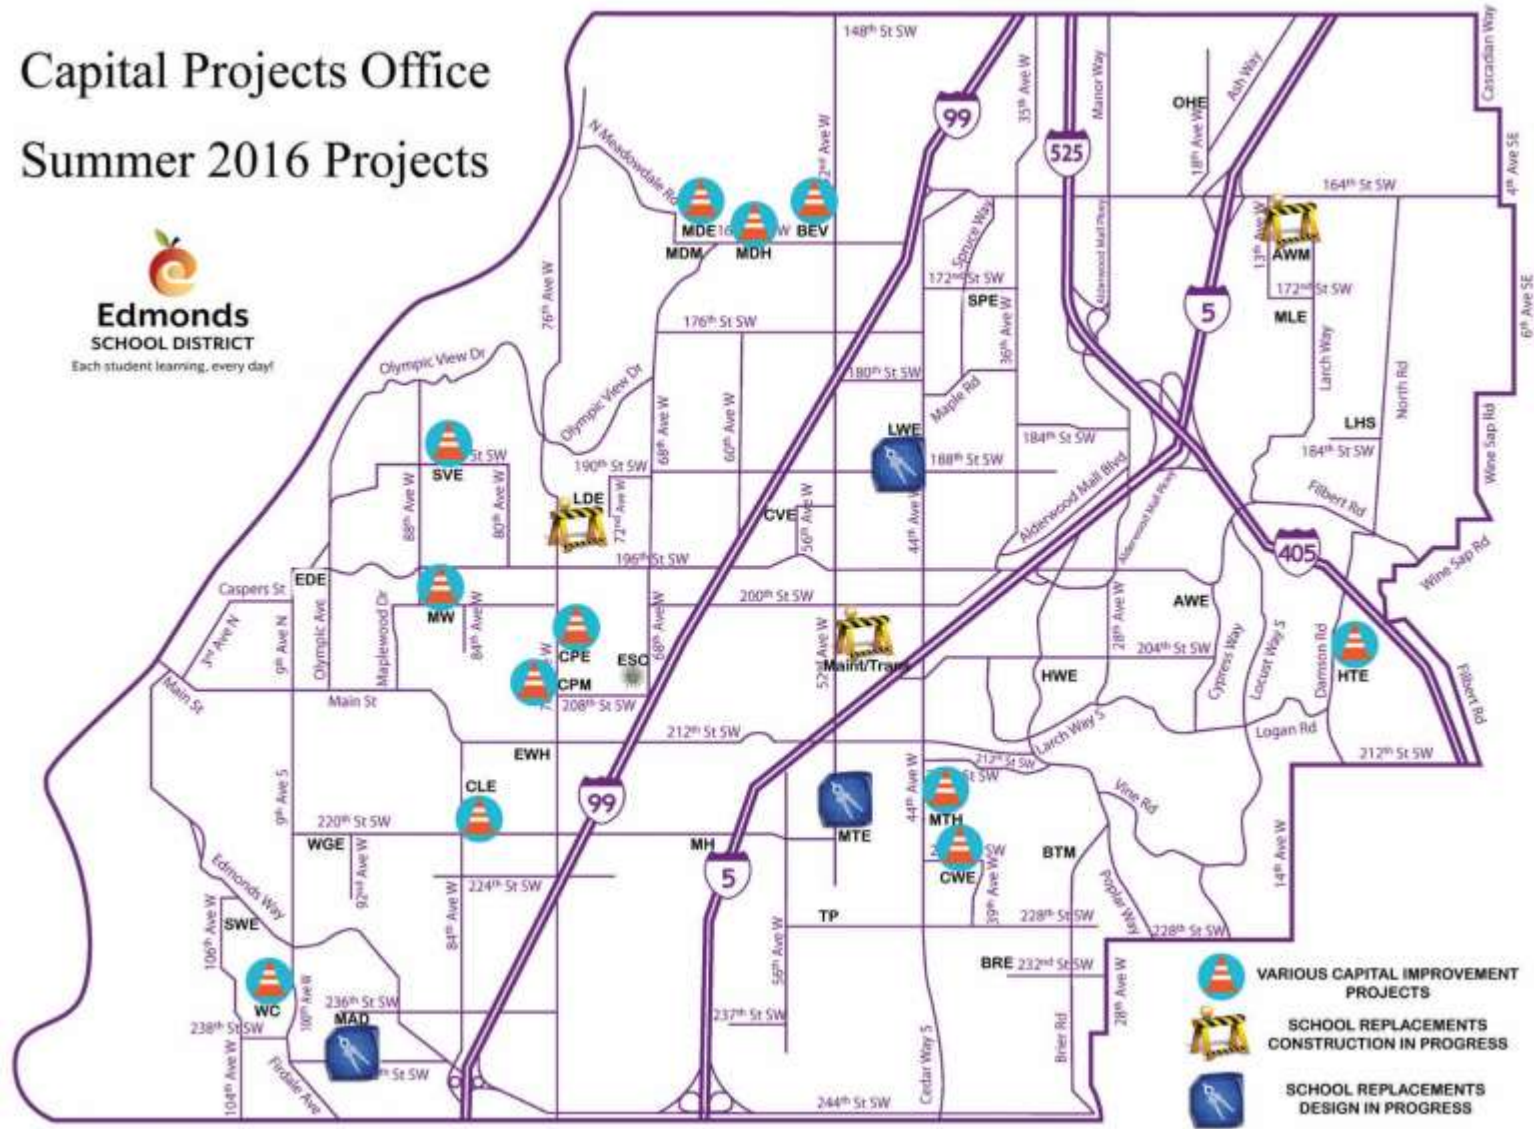 Capital Projects Office
Summer 2016 Projects
Edmonds
SCHOOL DISTRICT
Each student learning, every day!
148th St SW
99
35th Ave W
525
Manor Way
OHE
Ash Way
18th Ave W
Cascadian Way
4th Ave SE
164th St SW
N Meadowdale Rd
MDE
MDM
MDH
BEV
Spruce Way
Alderwood Mall Pkwy
13th Ave W
AWM
172nd St SW
SPE
36th Ave W
5
172nd St SW
MLE
6th Ave SE
76th Ave W
176th St SW
Larch Way
North Rd
Olympic View Dr
Olympic View Dr
180th St SW
Maple Rd
68th Ave W
60th Ave W
LWE
184th St SW
LHS
184th St SW
Wine Sap Rd
St SW
SVE
190th St SW
188th St SW
Alderwood Mall Blvd
Alderwood Mall Pkwy
Filbert Rd
88th Ave W
80th Ave W
LDE
72nd Ave W
CVE
56th Ave W
44th Ave W
196th St SW
405
Wine Sap Rd
EDE
Caspers St
MW
200th St SW
AWE
3rd Ave N
9th Ave N
Olympic Ave
Maplewood Dr
84th Ave W
CPE
ESC
68th Ave W
52nd Ave W
Maint/Trans
28th Ave W
204th St SW
Cypress Way
Locust Way S
Damson Rd
HTE
Filbert Rd
CPM
HWE
Main St
Main St
208th St SW
212th St SW
Larch Way S
Logan Rd
212th St SW
EWH
212th St SW
CLE
99
9th Ave S
220th St SW
WGE
92nd Ave W
MH
MTE
44th Ave W
St SW
MTH
Vine Rd
SW
CWE
39th Ave W
BTM
14th Ave W
5
Edmonds Way
224th St SW
84th Ave W
Poplar Way
106th Ave W
SWE
TP
228th St SW
228th St SW
56th Ave W
BRE
232nd St SW
WC
100th Ave W
236th St SW
MAD
238th St SW
237th St SW
28th Ave W
104th Ave W
Firdale Ave
St SW
Cedar Way S
Brier Rd
244th St SW
VARIOUS CAPITAL IMPROVEMENT
PROJECTS
SCHOOL REPLACEMENTS
CONSTRUCTION IN PROGRESS
SCHOOL REPLACEMENTS
DESIGN IN PROGRESS